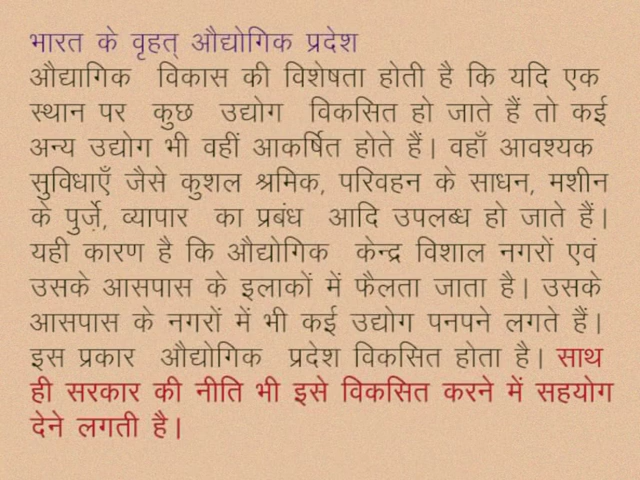 भारत के वृहत् औद्योगिक प्रदेश
औद्यागिक विकास की विशेषता होती है कि यदि एक
स्थान पर कुछ उद्योग विकसित हो जाते हैं तो कई
अन्य उद्योग भी वहीं आकर्षित होते हैं। वहाँ आवश्यक
सुविधाएँ जैसे कुशल श्रमिक, परिवहन के साधन, मशीन
के पुर्जे़, व्यापार का प्रबंध आदि उपलब्ध हो जाते हैं।
यही कारण है कि औद्योगिक केन्द्र विशाल नगरों एवं
उसके आसपास के इलाकों में फैलता जाता है। उसके
आसपास के नगरों में भी कई उद्योग पनपने लगते हैं।
इस प्रकार औद्योगिक प्रदेश विकसित होता है। साथ
ही सरकार की नीति भी इसे विकसित करने में सहयोग
देने लगती है।